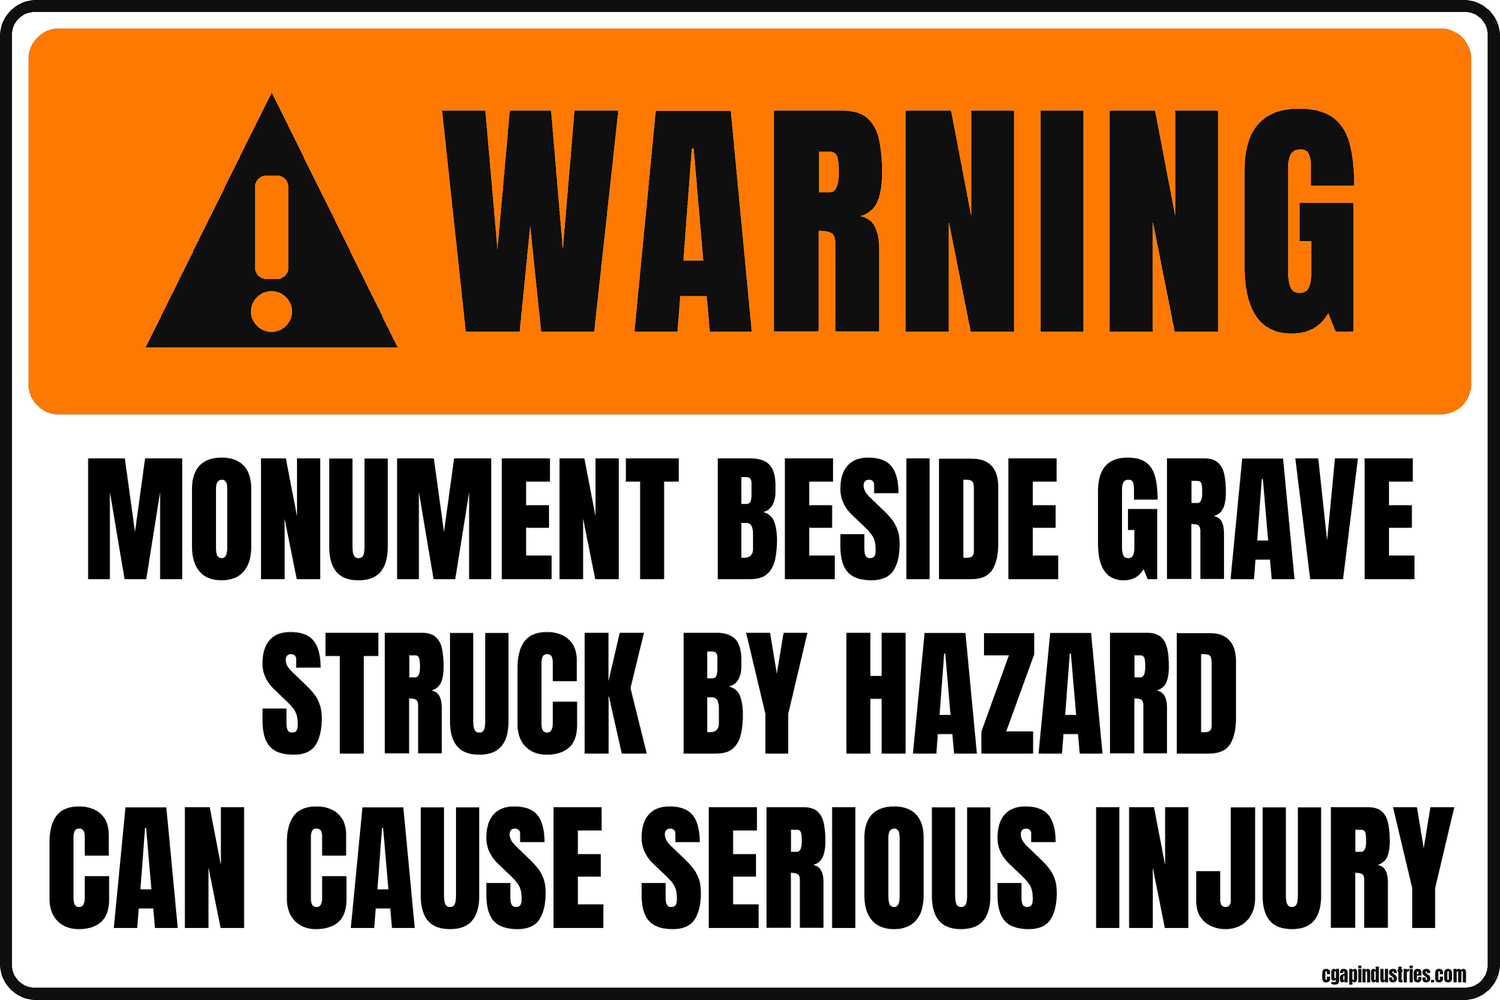 WARNING
MONUMENT BESIDE GRAVE
STRUCK BY HAZARD
CAN CAUSE SERIOUS INJURY
cgapindustries.com